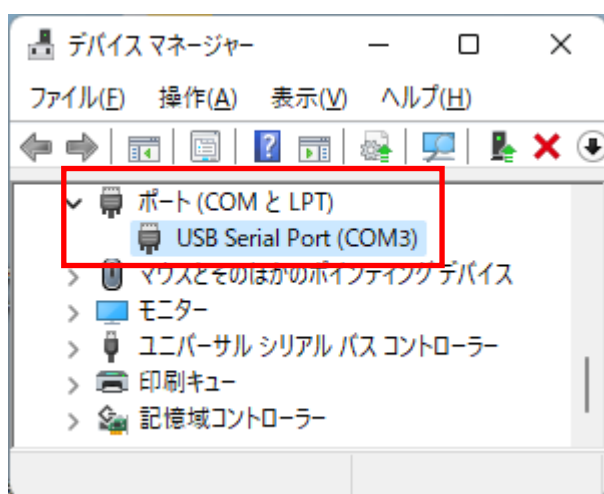 デバイス マネージャー
ファイル(F) 操作(A) 表示(V) ヘルプ(H)
ポート (COM と LPT)
USB Serial Port (COM3)
マウスとそのほかのポインティング デバイス
モニター
ユニバーサル シリアル バス コントローラー
印刷キュー
記憶域コントローラー